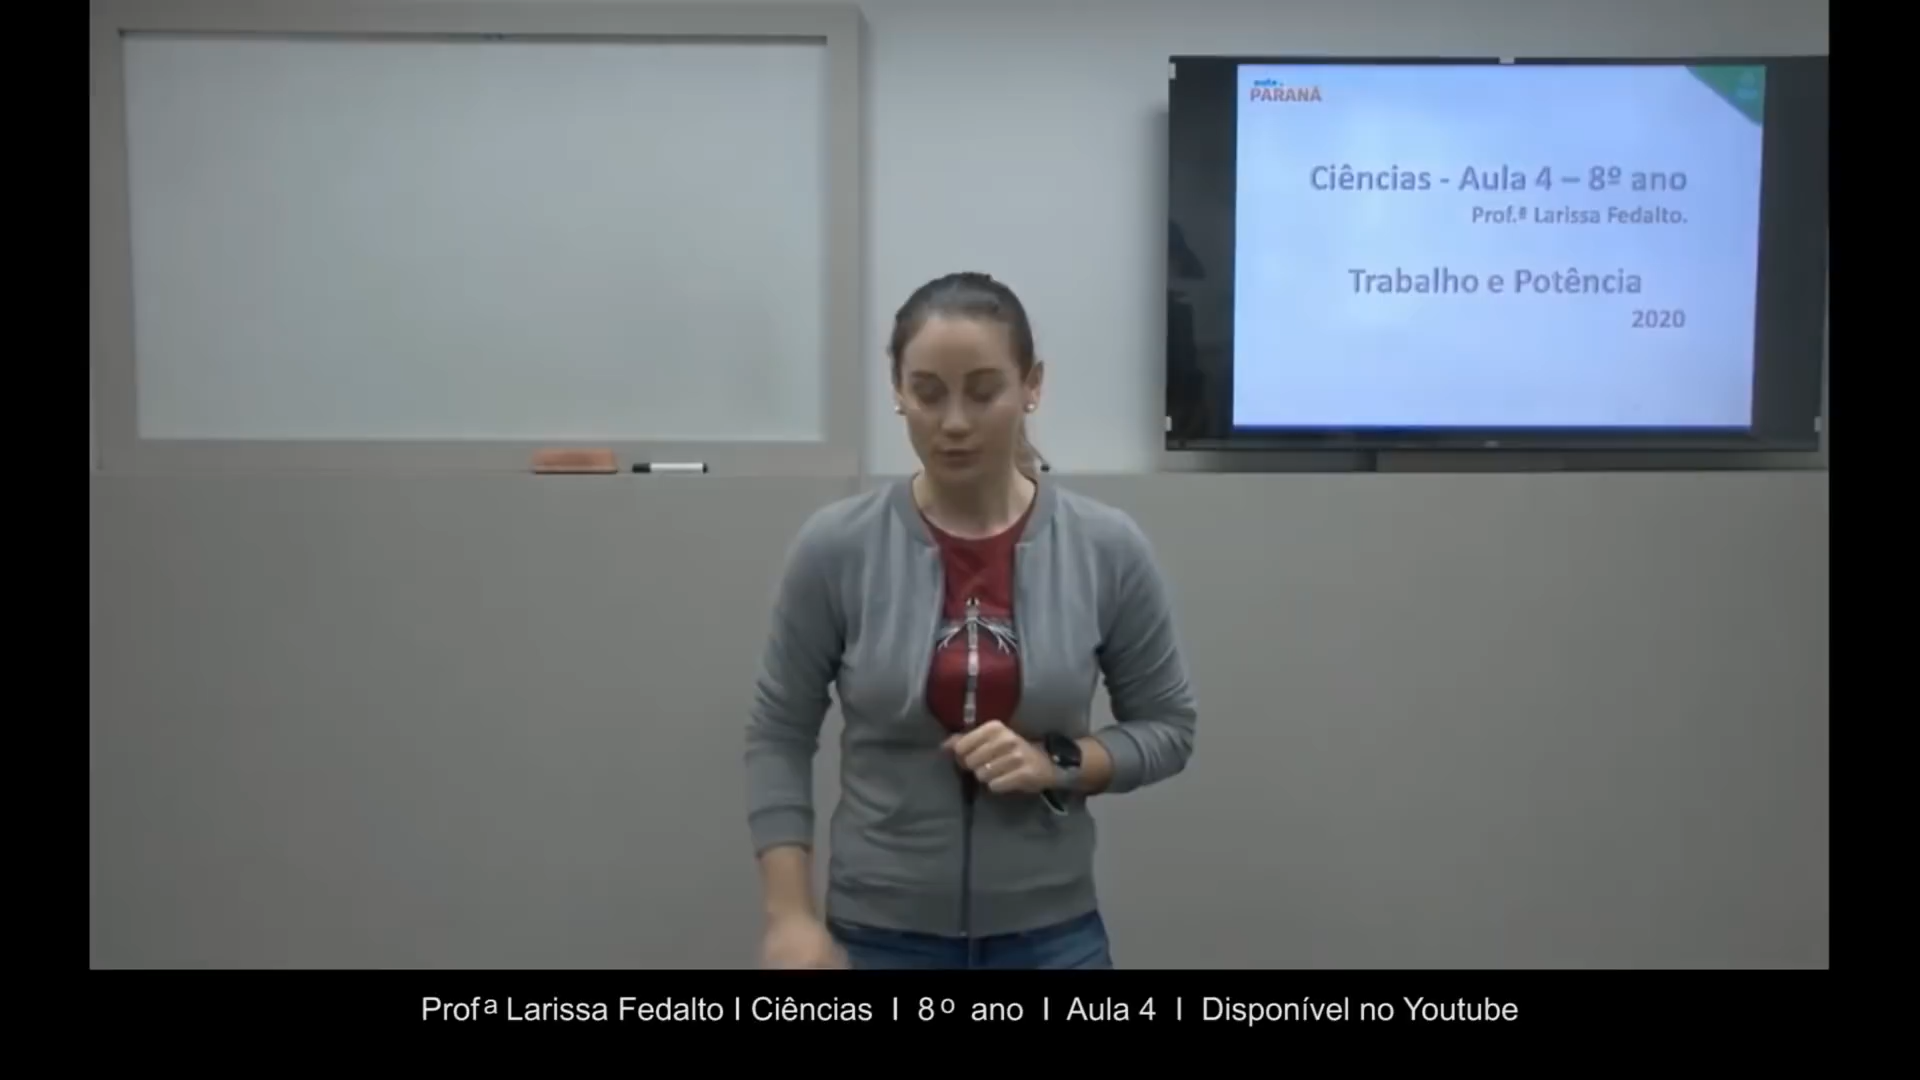 aula
PARANÁ
Ciências - Aula 4 – 8º ano
Prof.ª Larissa Fedalto.
Trabalho e Potência
2020
Profª Larissa Fedalto I Ciências I 8º ano I Aula 4 I Disponível no Youtube